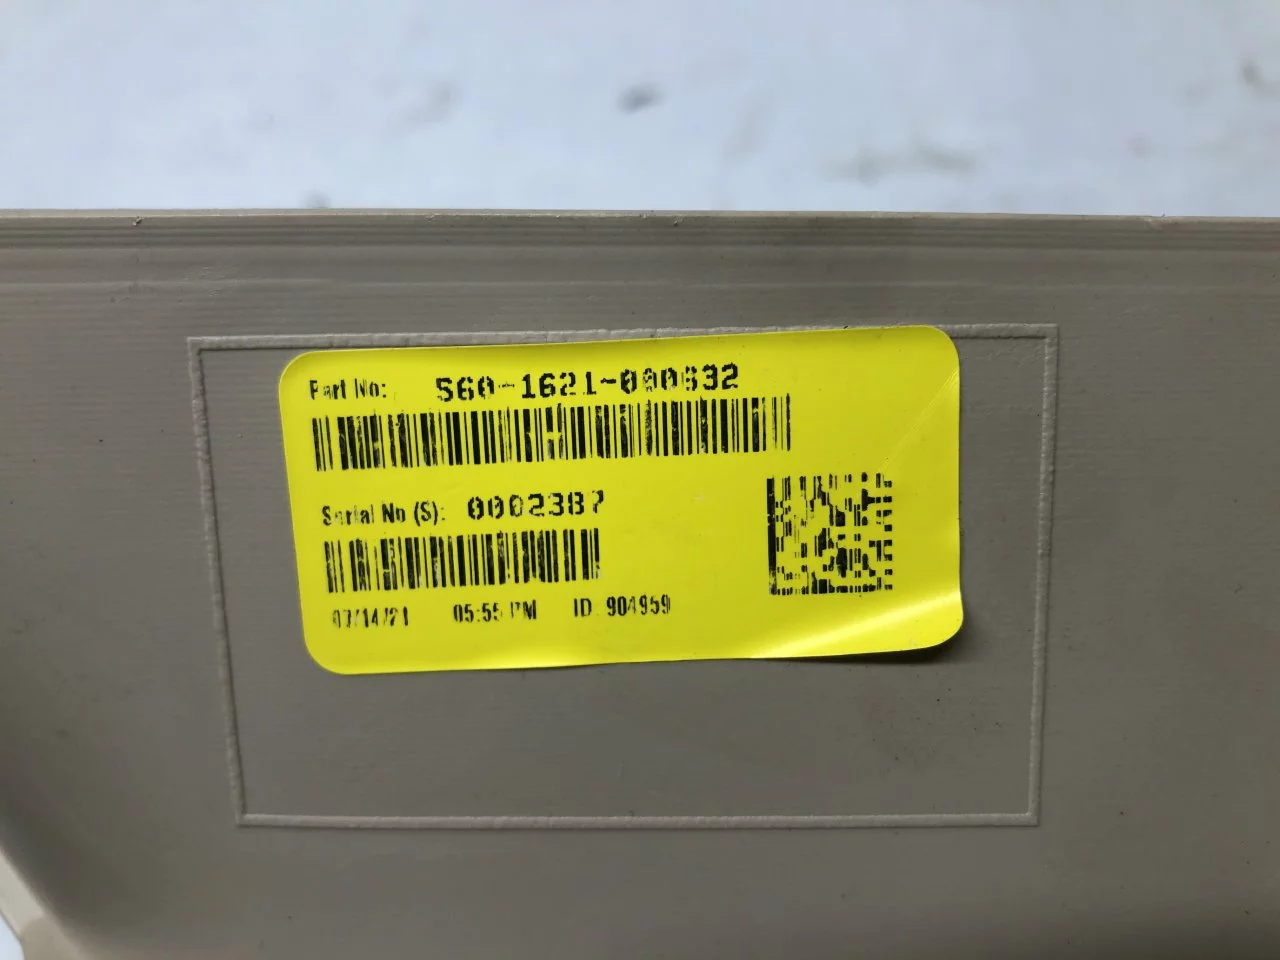 Part No: 560-1621-000632
Serial No (S): 0002387
07/14/21 05:55 PM ID: 904959